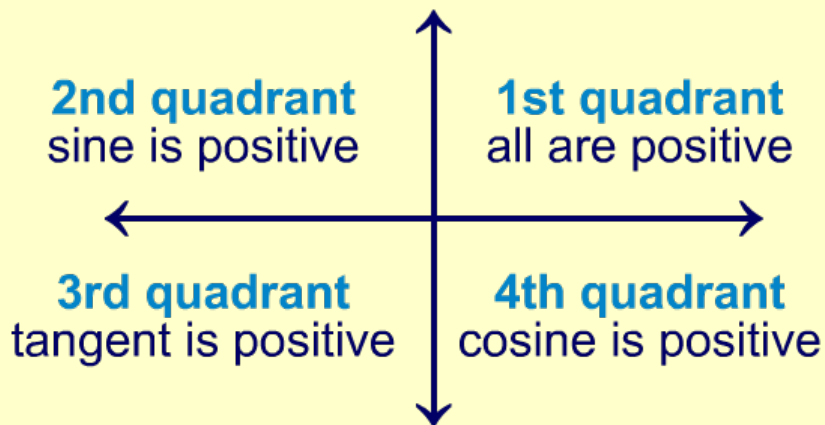 2nd quadrant
sine is positive
1st quadrant
all are positive
3rd quadrant
tangent is positive
4th quadrant
cosine is positive